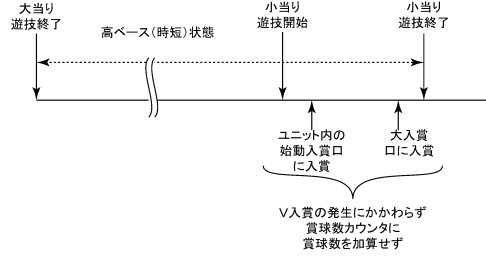 大当り
遊技終了
高ベース（時短）状態
小当り
遊技開始
小当り
遊技終了
ユニット内の
始動入賞口
に入賞
大入賞
口に入賞
Ｖ入賞の発生にかかわらず
賞球数カウンタに
賞球数を加算せず